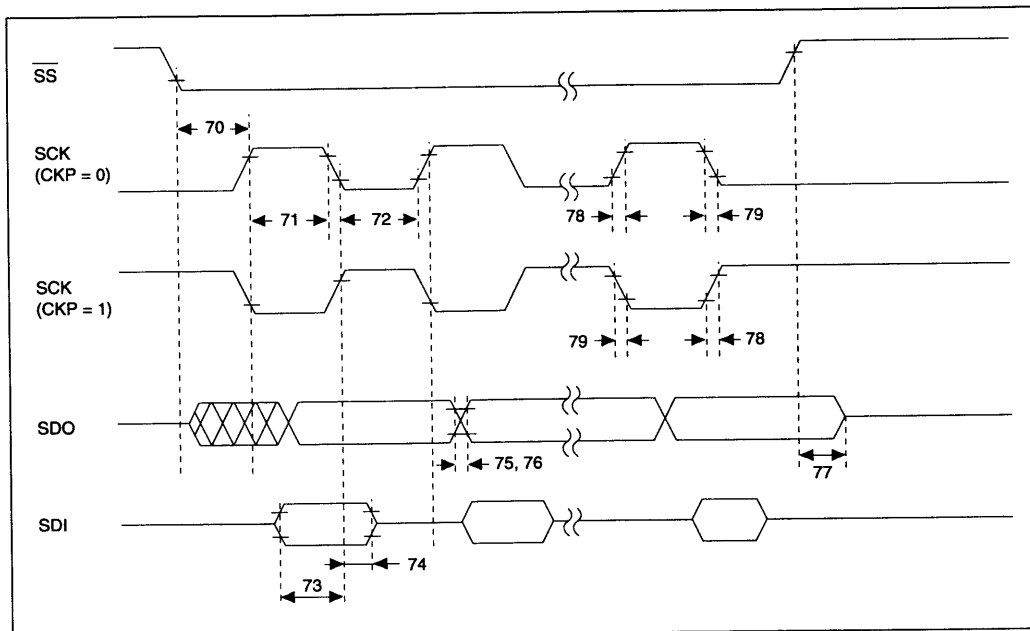 SS
70
SCK
(CKP = 0)
71
72
78
79
SCK
(CKP = 1)
79
78
SDO
75, 76
77
SDI
74
73